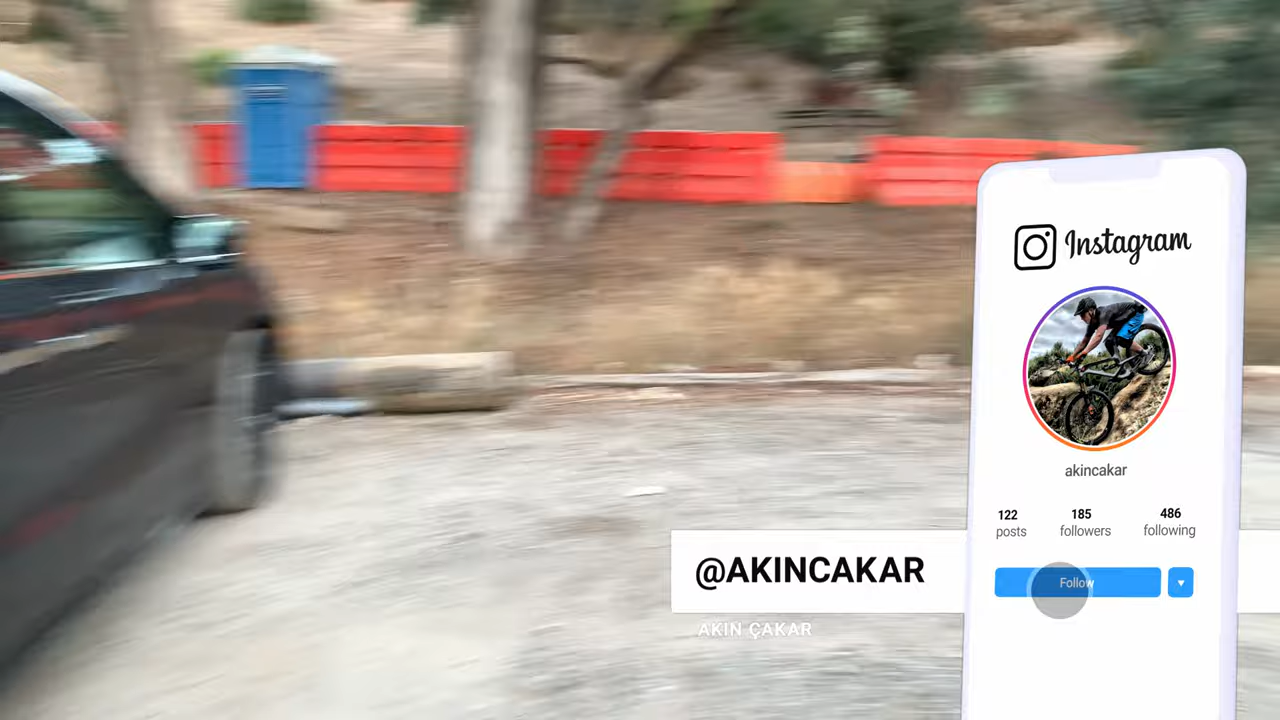 Instagram
akincakar
122 185 486
posts followers following
Follow
@AKINCAKAR
AKIN ÇAKAR